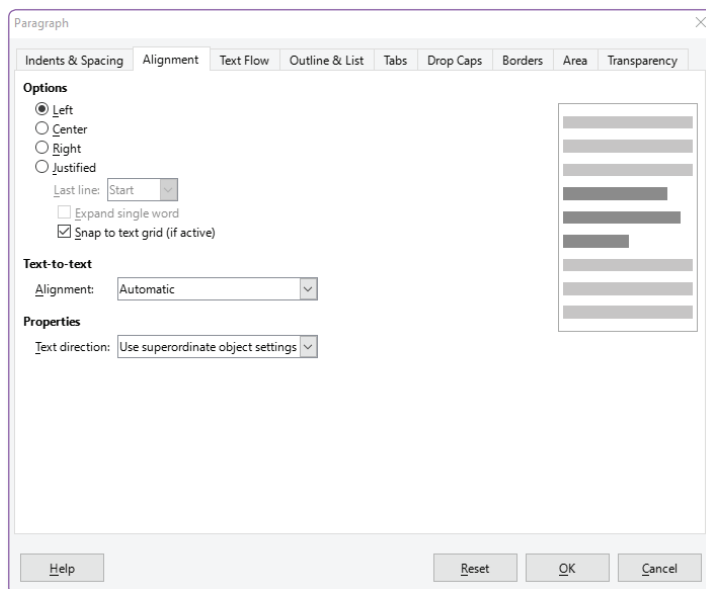 Paragraph
Indents & Spacing Alignment Text Flow Outline & List Tabs Drop Caps Borders Area Transparency
Options
Left
Center
Right
Justified
Last line: Start
Expand single word
Snap to text grid (if active)
Text-to-text
Alignment: Automatic
Properties
Text direction: Use superordinate object settings
Help Reset OK Cancel